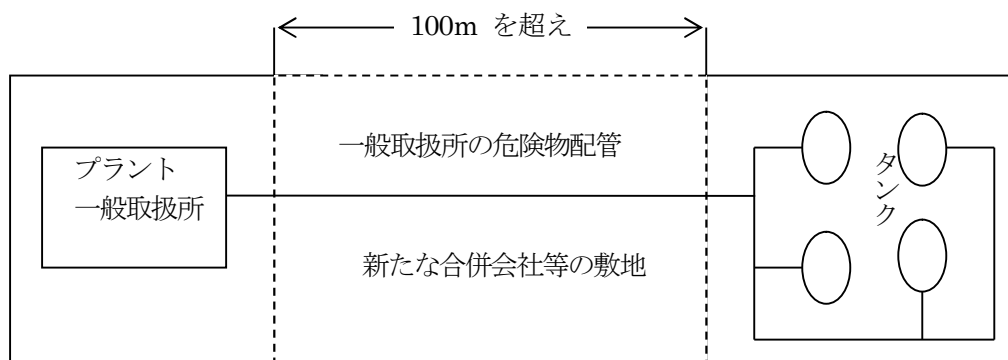 100m を超え
一般取扱所の危険物配管
プラント
一般取扱所
タンク
新たな合併会社等の敷地